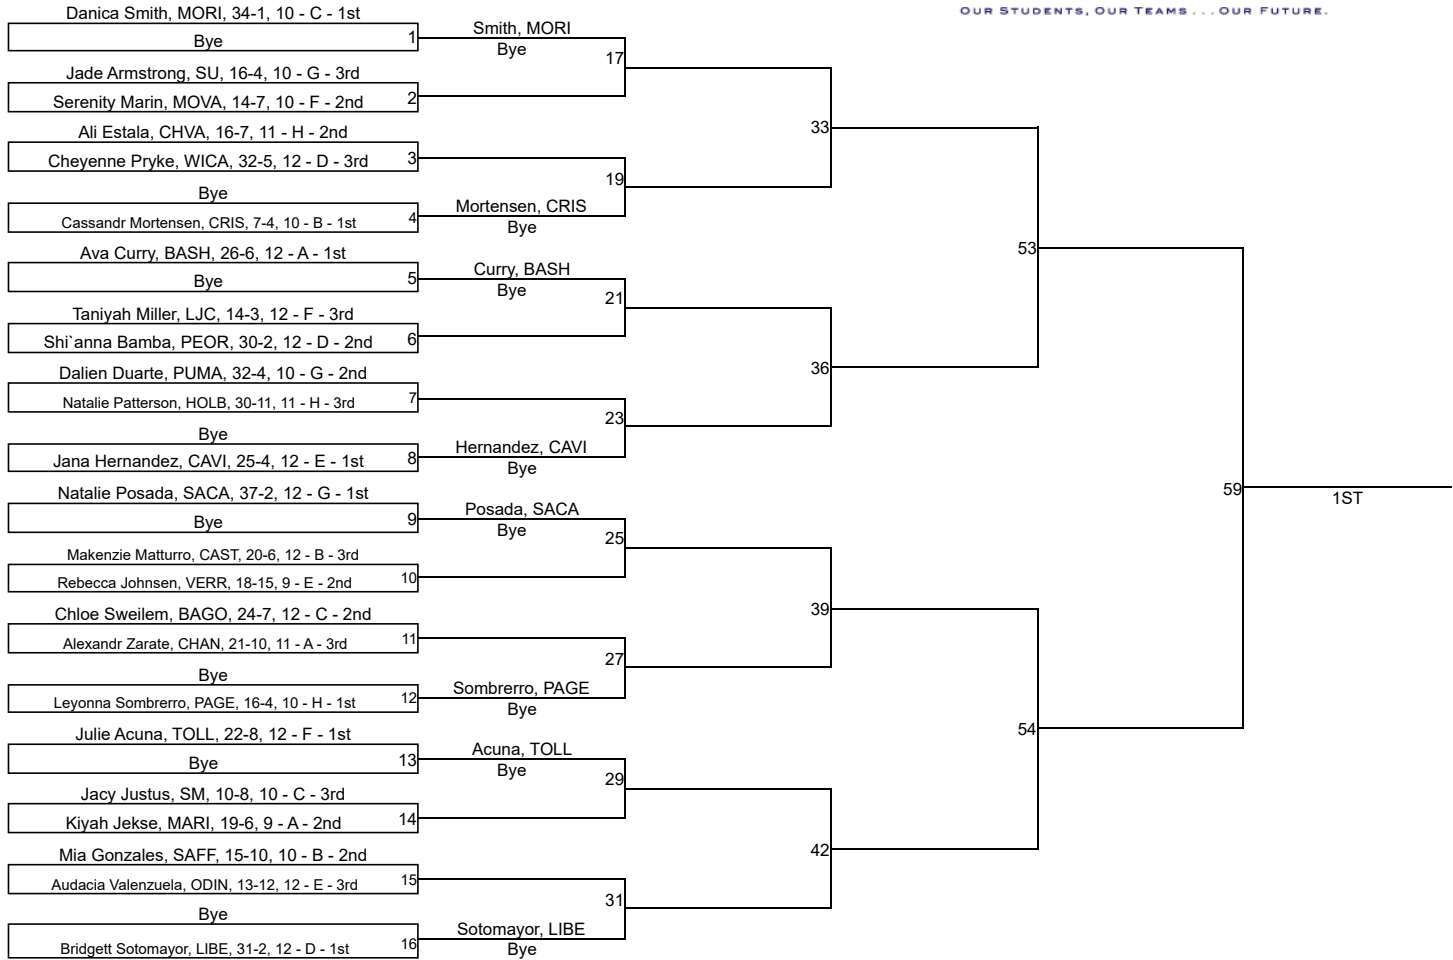 OUR STUDENTS, OUR TEAMS . . . OUR FUTURE.
Danica Smith, MORI, 34-1, 10 - C - 1st
Bye
1
Smith, MORI
Bye
17
Jade Armstrong, SU, 16-4, 10 - G - 3rd
Serenity Marin, MOVA, 14-7, 10 - F - 2nd
2
33
Ali Estala, CHVA, 16-7, 11 - H - 2nd
Cheyenne Pryke, WICA, 32-5, 12 - D - 3rd
3
19
Bye
Cassandr Mortensen, CRIS, 7-4, 10 - B - 1st
4
Mortensen, CRIS
Bye
53
Ava Curry, BASH, 26-6, 12 - A - 1st
Bye
5
Curry, BASH
Bye
21
Taniyah Miller, LJC, 14-3, 12 - F - 3rd
Shi`anna Bamba, PEOR, 30-2, 12 - D - 2nd
6
36
Dalien Duarte, PUMA, 32-4, 10 - G - 2nd
Natalie Patterson, HOLB, 30-11, 11 - H - 3rd
7
23
Bye
Jana Hernandez, CAVI, 25-4, 12 - E - 1st
8
Hernandez, CAVI
Bye
59
1ST
Natalie Posada, SACA, 37-2, 12 - G - 1st
Bye
9
Posada, SACA
Bye
25
Makenzie Matturro, CAST, 20-6, 12 - B - 3rd
Rebecca Johnsen, VERR, 18-15, 9 - E - 2nd
10
39
Chloe Sweilem, BAGO, 24-7, 12 - C - 2nd
Alexandr Zarate, CHAN, 21-10, 11 - A - 3rd
11
27
Bye
Leyonna Sombrerro, PAGE, 16-4, 10 - H - 1st
12
Sombrerro, PAGE
Bye
54
Julie Acuna, TOLL, 22-8, 12 - F - 1st
Bye
13
Acuna, TOLL
Bye
29
Jacy Justus, SM, 10-8, 10 - C - 3rd
Kiyah Jekse, MARI, 19-6, 9 - A - 2nd
14
42
Mia Gonzales, SAFF, 15-10, 10 - B - 2nd
Audacia Valenzuela, ODIN, 13-12, 12 - E - 3rd
15
31
Bye
Bridgett Sotomayor, LIBE, 31-2, 12 - D - 1st
16
Sotomayor, LIBE
Bye